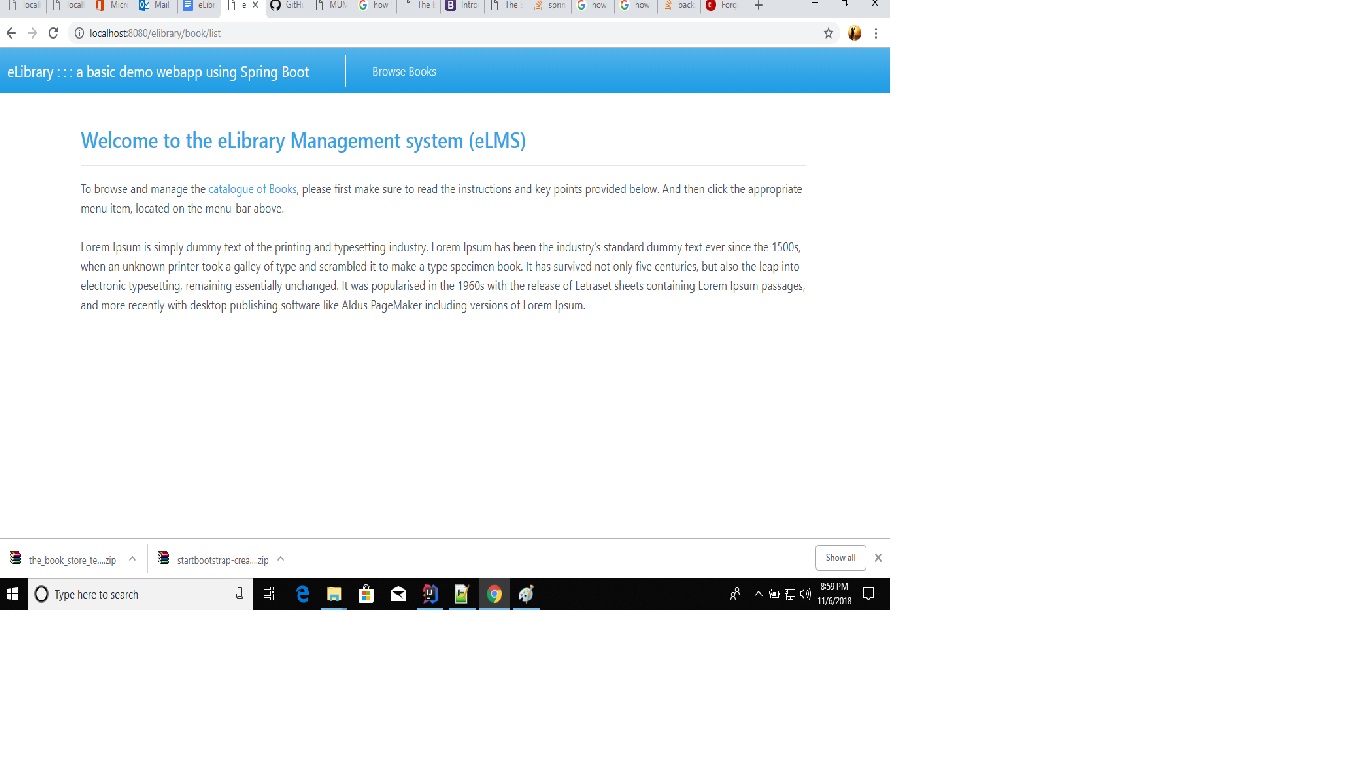 locall
locall
Micr
Mail
eLibr
e
GitHu
MUN
how
The l
Intro
The :
sprin
how
how
back
Forg
localhost:8080/elibrary/book/list
eLibrary : : : a basic demo webapp using Spring Boot
Browse Books
Welcome to the eLibrary Management system (eLMS)
To browse and manage the catalogue of Books, please first make sure to read the instructions and key points provided below. And then click the appropriate
menu item, located on the menu-bar above.
Lorem Ipsum is simply dummy text of the printing and typesetting industry. Lorem Ipsum has been the industry's standard dummy text ever since the 1500s,
when an unknown printer took a galley of type and scrambled it to make a type specimen book. It has survived not only five centuries, but also the leap into
electronic typesetting, remaining essentially unchanged. It was popularised in the 1960s with the release of Letraset sheets containing Lorem Ipsum passages,
and more recently with desktop publishing software like Aldus PageMaker including versions of Lorem Ipsum.
the_book_store_te....zip
startbootstrap-crea...zip
Show all
Type here to search
8:59 PM
11/6/2018